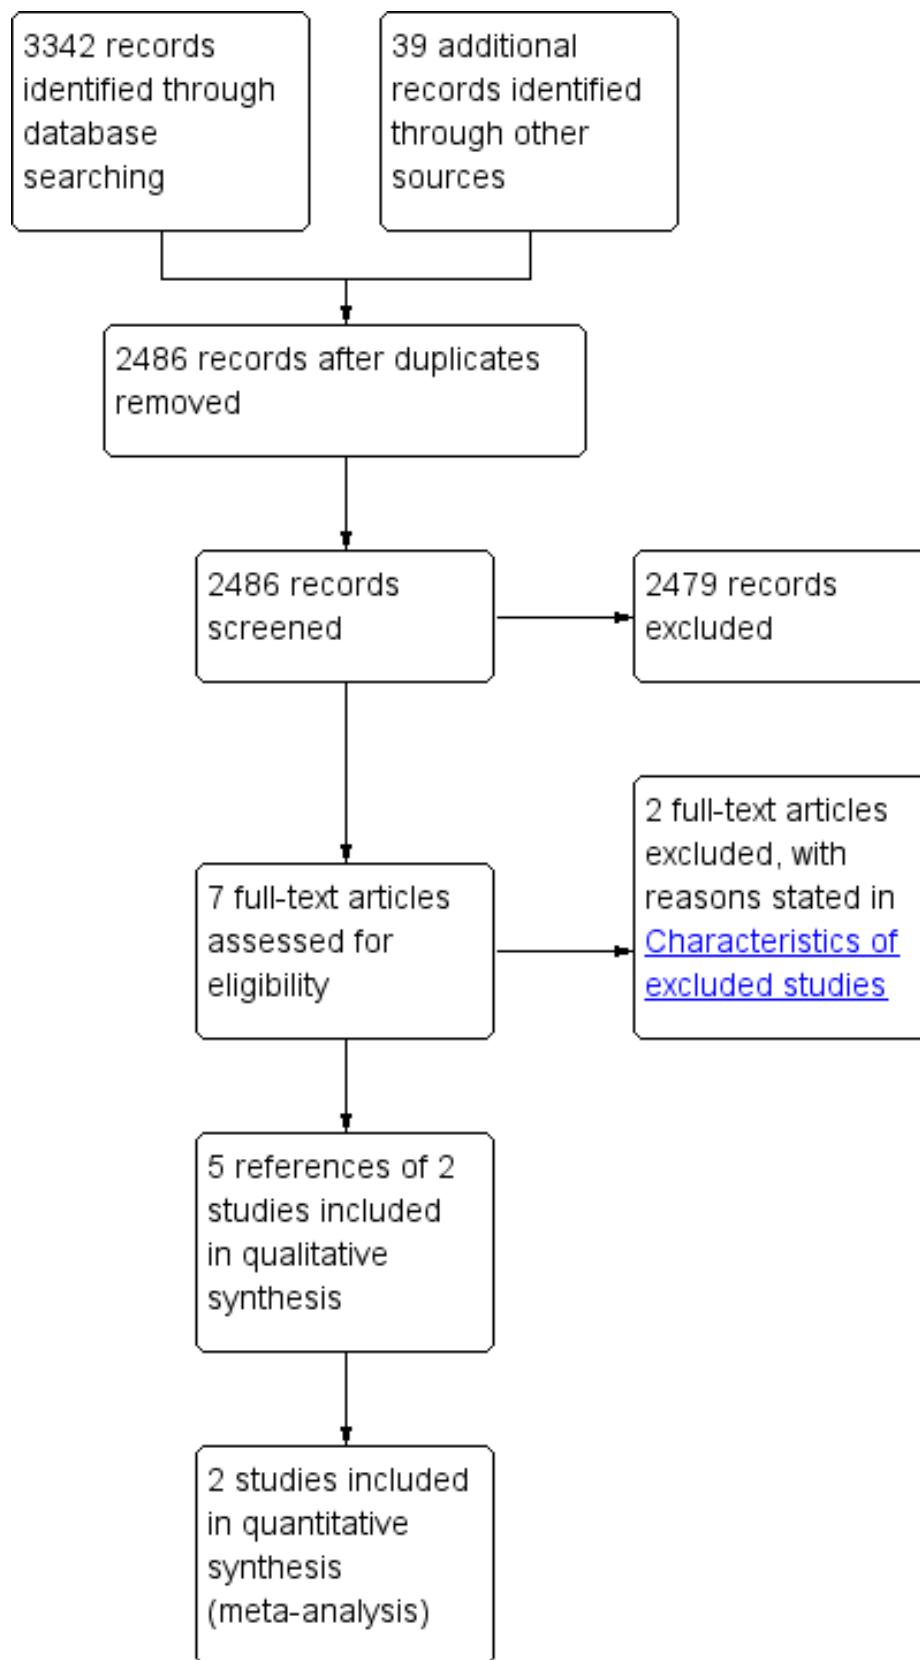 3342 records
identified through
database
searching
39 additional
records identified
through other
sources
2486 records after duplicates
removed
2486 records
screened
2479 records
excluded
2 full-text articles
excluded, with
reasons stated in
Characteristics of
excluded studies
7 full-text articles
assessed for
eligibility
5 references of 2
studies included
in qualitative
synthesis
2 studies included
in quantitative
synthesis
(meta-analysis)